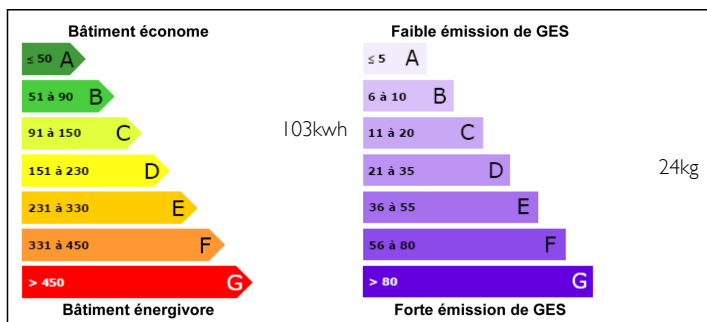 Bâtiment économe
≤ 50 A
51 à 90 B
91 à 150 C
103kwh
151 à 230 D
231 à 330 E
331 à 450 F
> 450 G
Bâtiment énergivore
Faible émission de GES
≤ 5 A
6 à 10 B
11 à 20 C
21 à 35 D
24kg
36 à 55 E
56 à 80 F
> 80 G
Forte émission de GES